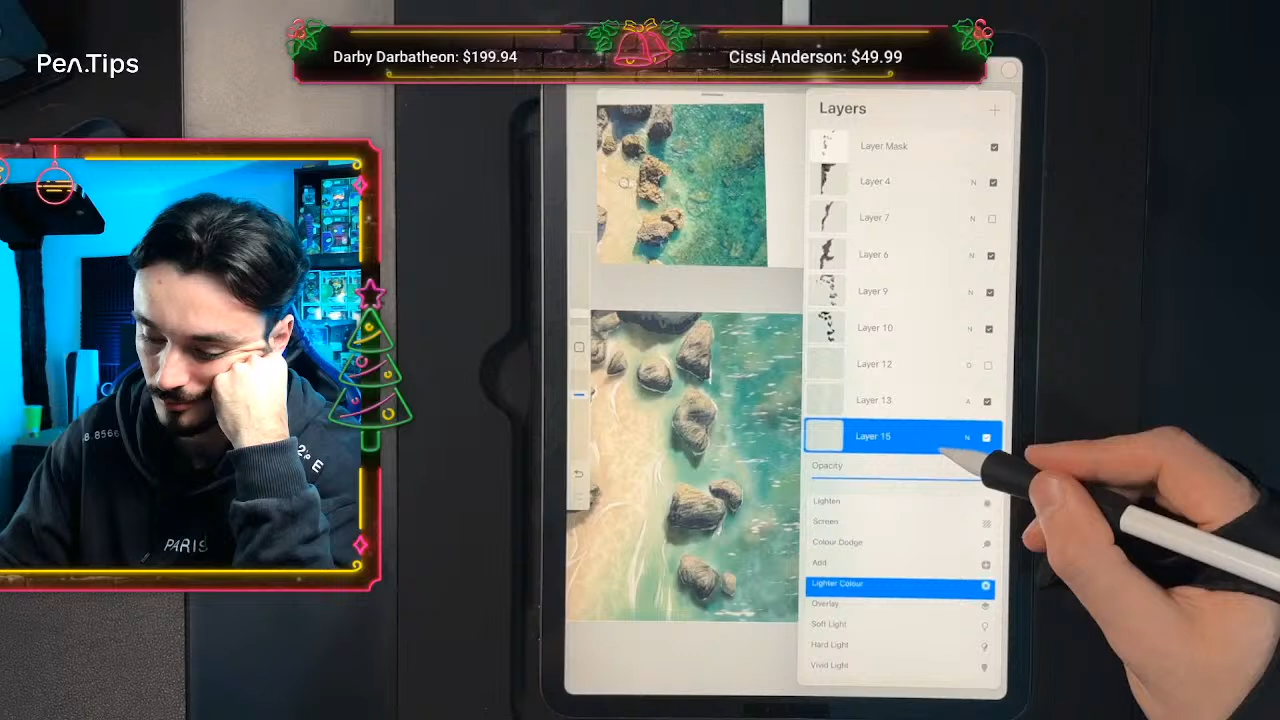 Pen.Tips
Darby Darbatheon: $199.94
Cissi Anderson: $49.99
Layers
Layer Mask
Layer 4 N
Layer 7 N
Layer 6 N
Layer 9 N
Layer 10 N
Layer 12
Layer 13 A
Layer 15 N
Opacity
Lighten
Screen
Colour Dodge
Add
Lighter Colour
Overlay
Soft Light
Hard Light
Vivid Light
PARIS